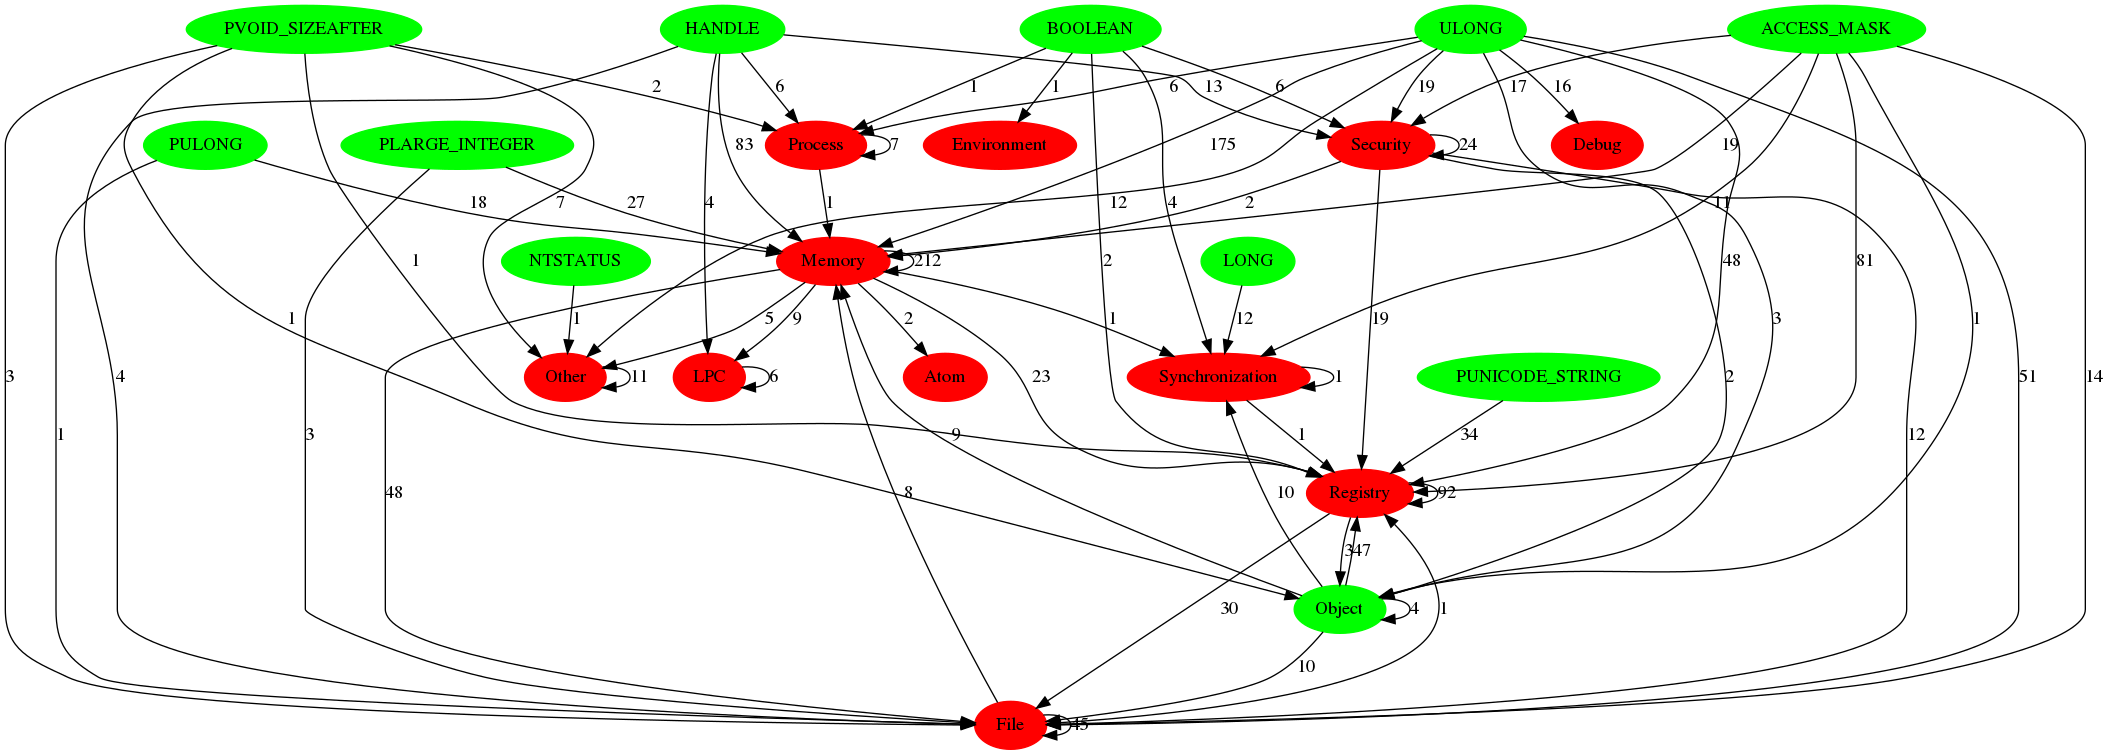 PVOID_SIZEAFTER HANDLE BOOLEAN ULONG ACCESS_MASK
2 6 1 1 6 13 6 19 17 16
PULONG PLARGE_INTEGER 83 Process 7 Environment 175 Security 24 Debug 19
18 27 7 4 1 12 2 4 11 3 12
1 NTSTATUS Memory 212 LONG 2 48 81
1 1 5 9 2 1 12 19 3 1
3 4 Other 11 LPC 6 Atom 23 Synchronization 1 PUNICODE_STRING 2 51 14
1 3 9 1 34 12
48 8 10 Registry 92
3 47
30 Object 4 1
10
File 45